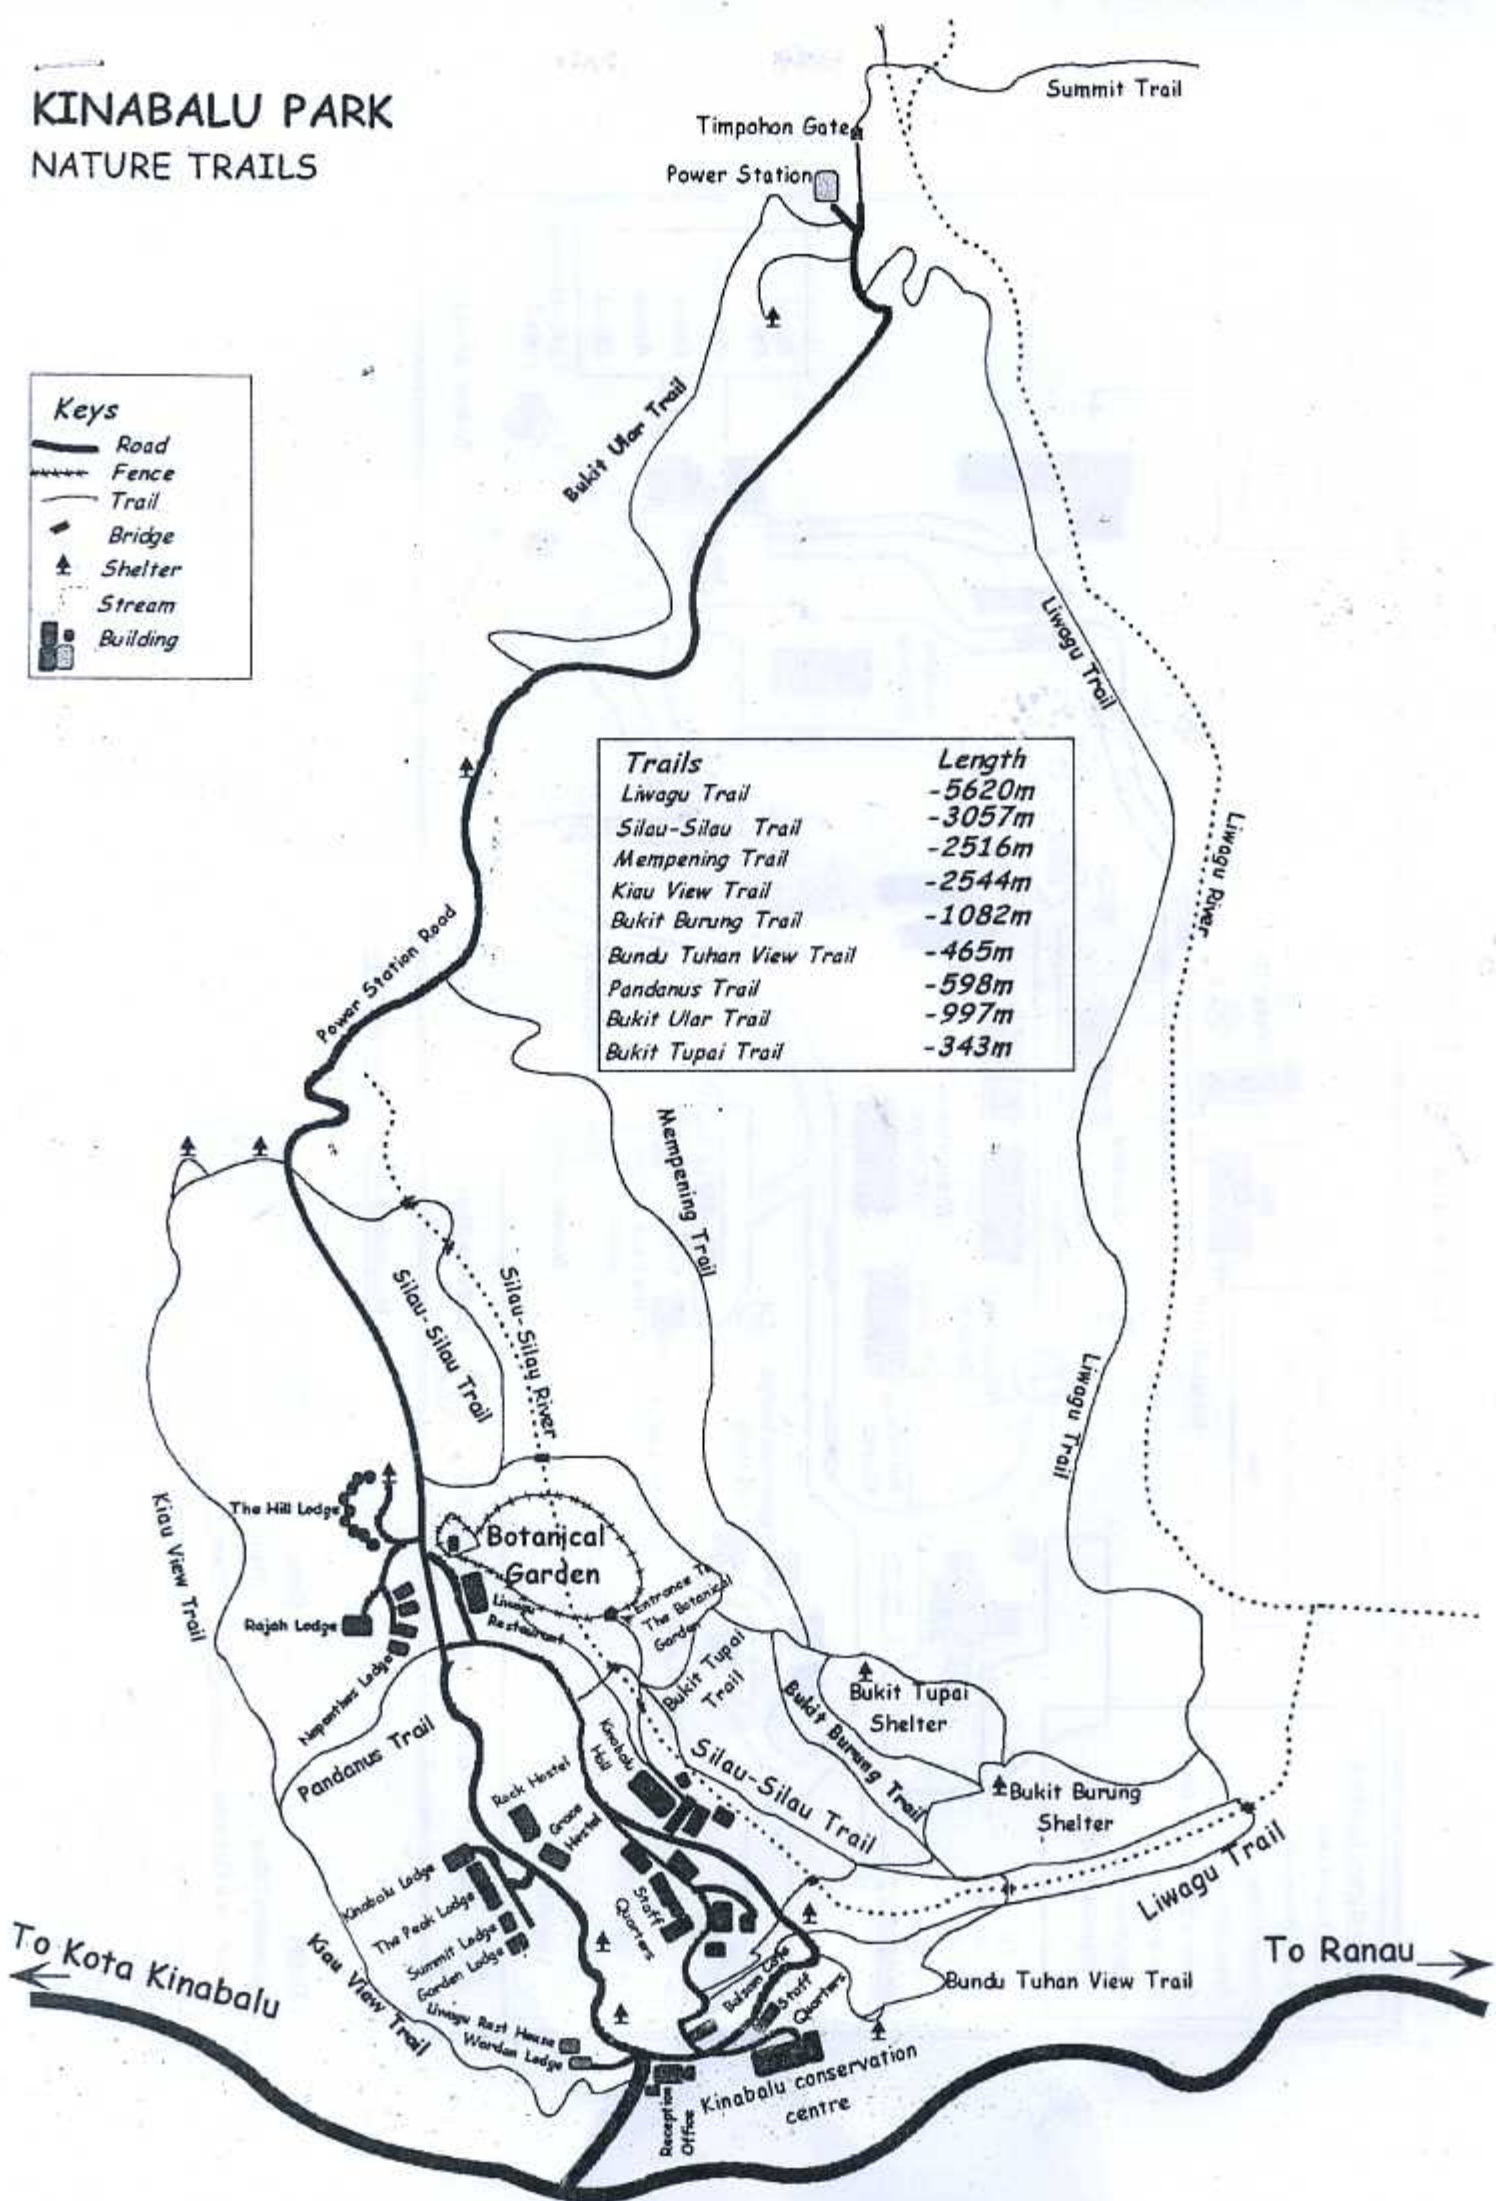 KINABALU PARK
NATURE TRAILS
Summit Trail
Timpohon Gate
Power Station
Keys
Road
Fence
Trail
Bridge
Shelter
Stream
Building
Bukit Ular Trail
Liwagu Trail
Trails Length
Liwagu Trail -5620m
Silau-Silau Trail -3057m
Mempening Trail -2516m
Kiau View Trail -2544m
Bukit Burung Trail -1082m
Bundu Tuhan View Trail -465m
Pandanus Trail -598m
Bukit Ular Trail -997m
Bukit Tupai Trail -343m
Liwagu River
Power Station Road
Mempening Trail
Silau-Silau Trail
Silau-Silau River
Liwagu Trail
Kiau View Trail
The Hill Lodge
Botanical
Garden
Entrance To
The Botanical
Garden
Liwagu
Restaurant
Rajah Lodge
Nepenthes Lodge
Bukit Tupai
Trail
Bukit Tupai
Shelter
Bukit Burung Trail
Pandanus Trail
Kinabalu
Hall
Silau-Silau Trail
Rock Hostel
Grace
Hostel
Bukit Burung
Shelter
Liwagu Trail
Kinabalu Lodge
The Peak Lodge
Summit Lodge
Garden Lodge
Staff
Quarters
Kiau View Trail
Liwagu Rest House
Warden Lodge
Balsam Cafe
Staff
Quarters
Bundu Tuhan View Trail
To Kota Kinabalu
To Ranau
Kinabalu conservation
centre
Reception
Office